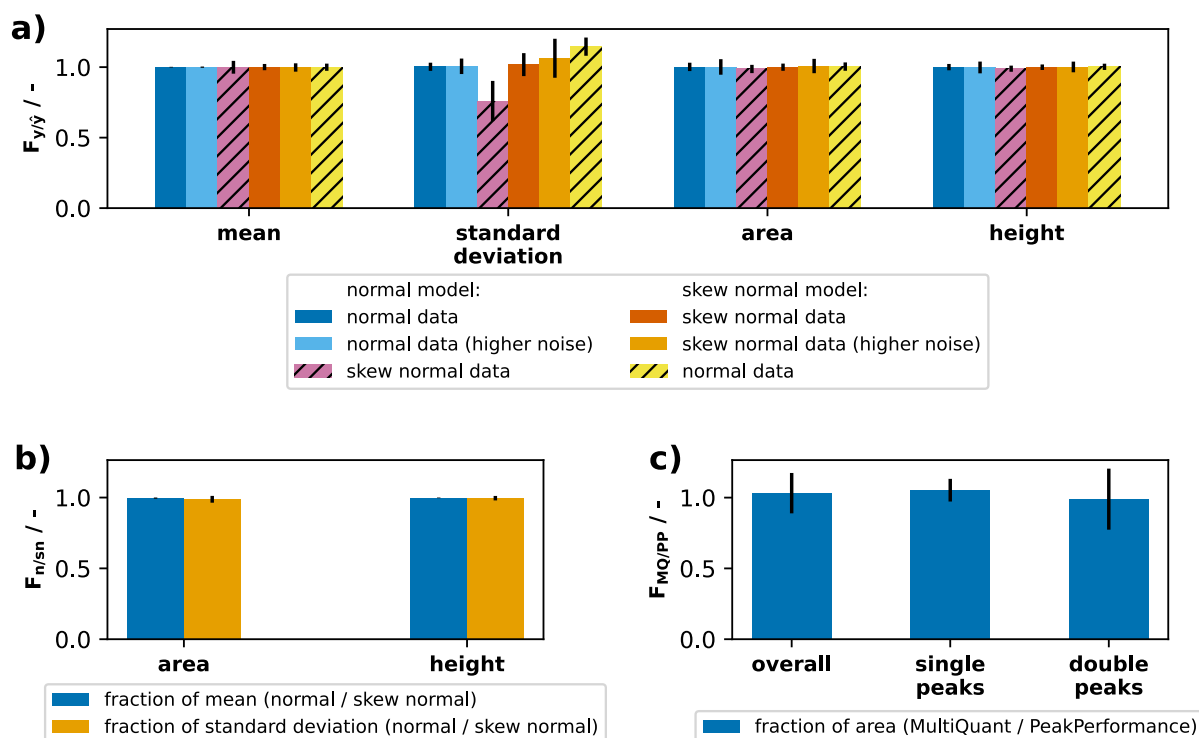 a)
F y/ŷ / -
1.0
0.5
0.0
mean
standard
deviation
area
height
normal model:
normal data
normal data (higher noise)
skew normal data
skew normal model:
skew normal data
skew normal data (higher noise)
normal data
b)
F n/sn / -
1.0
0.5
0.0
area
height
fraction of mean (normal / skew normal)
fraction of standard deviation (normal / skew normal)
c)
F MQ/PP / -
1.0
0.5
0.0
overall
single
peaks
double
peaks
fraction of area (MultiQuant / PeakPerformance)